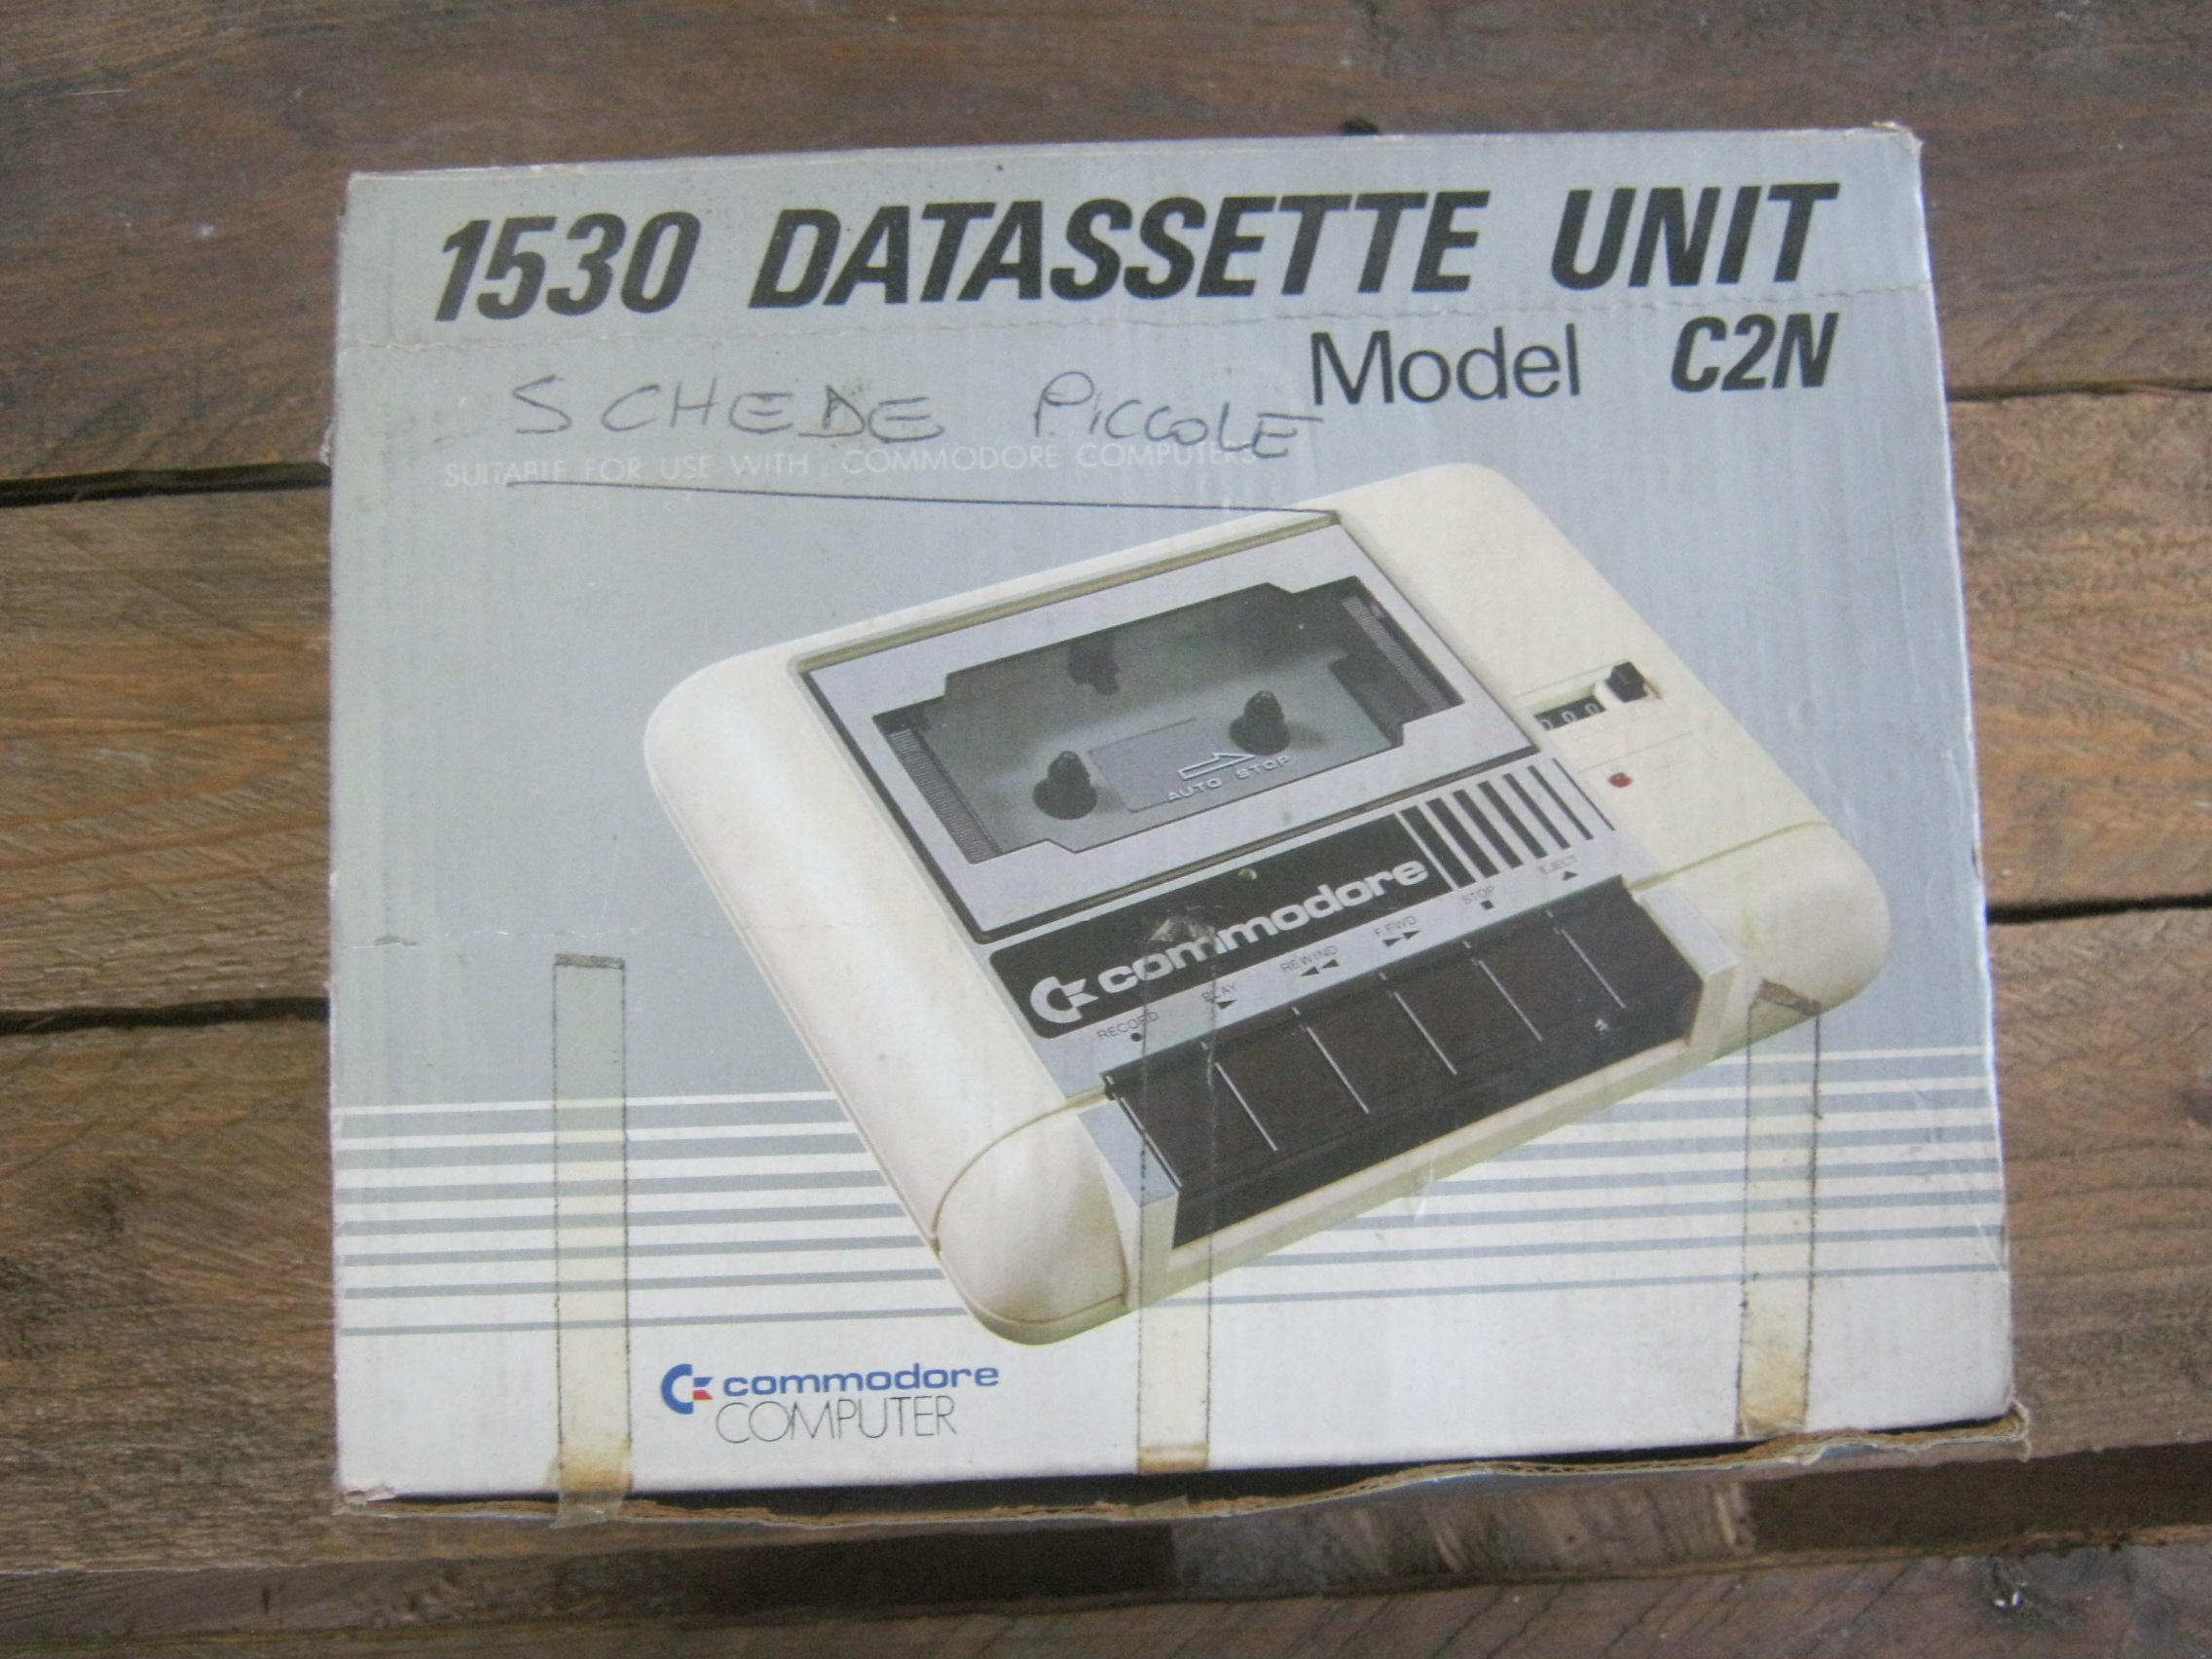 1530 DATASSETTE UNIT
Model C2N
SCHEDE PICCOLE
SUITABLE FOR USE WITH COMMODORE COMPUTERS
000
AUTO STOP
commodore
RECORD
PLAY
REWIND
F.FWD
STOP
EJECT
commodore
COMPUTER